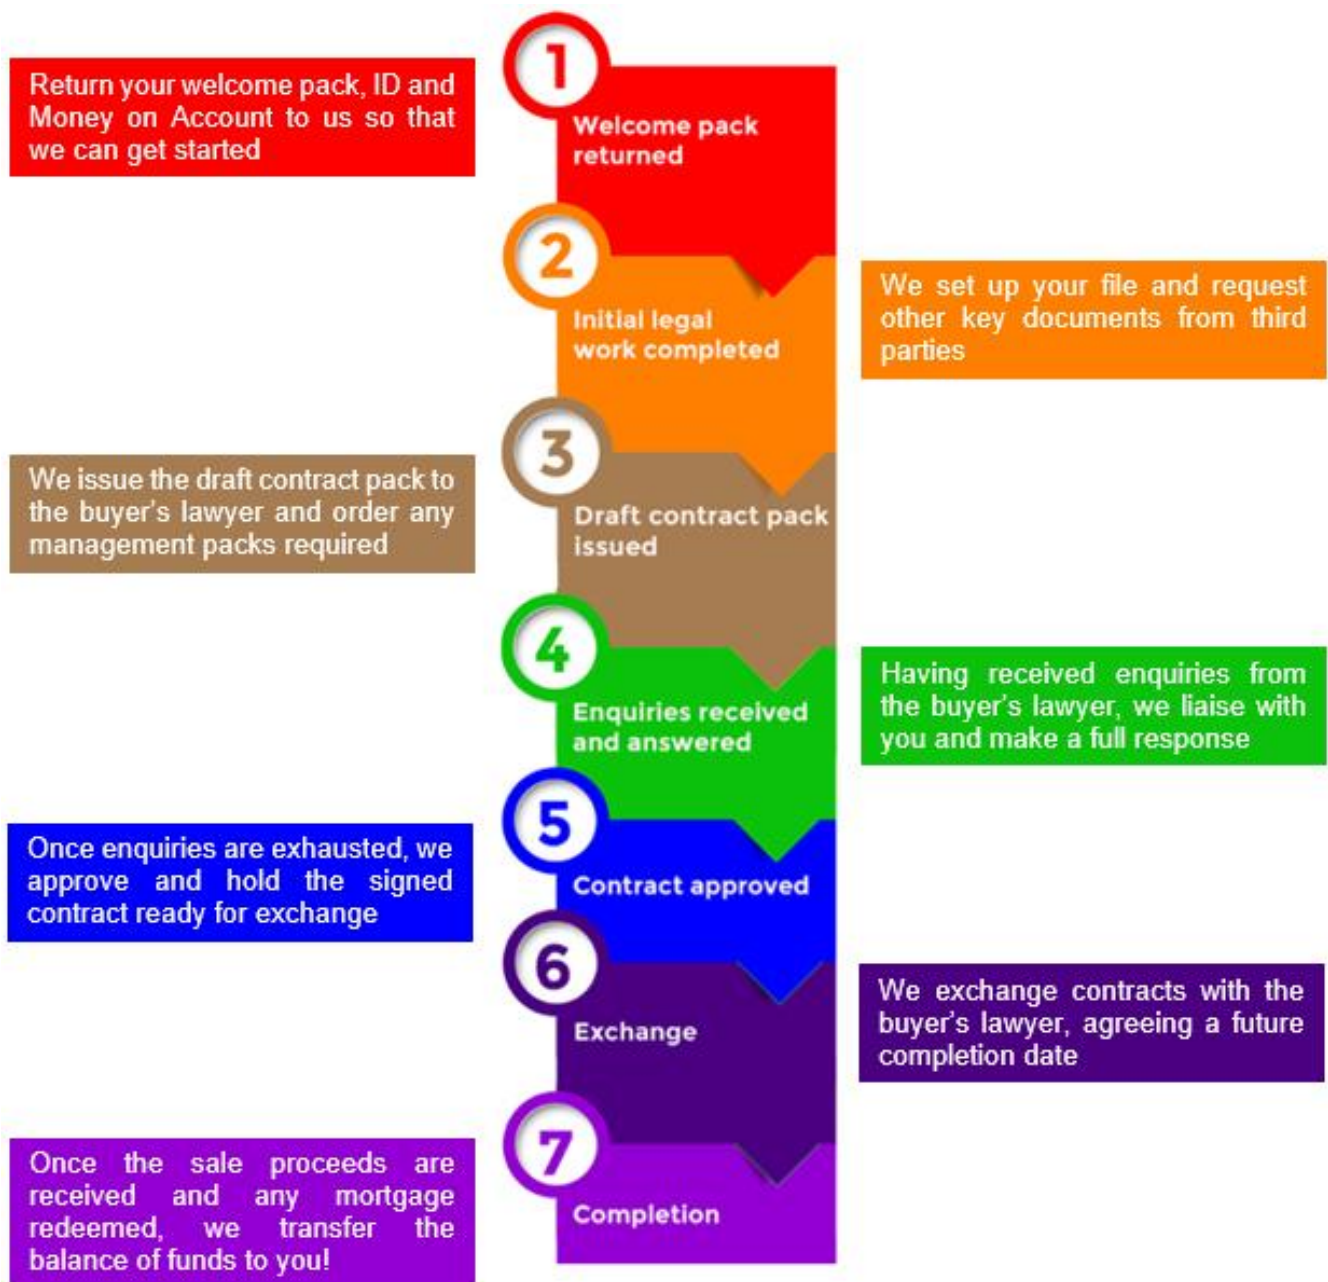 1
Welcome pack
returned
Return your welcome pack, ID and
Money on Account to us so that
we can get started
2
Initial legal
work completed
We set up your file and request
other key documents from third
parties
3
Draft contract pack
issued
We issue the draft contract pack to
the buyer's lawyer and order any
management packs required
4
Enquiries received
and answered
Having received enquiries from
the buyer's lawyer, we liaise with
you and make a full response
5
Contract approved
Once enquiries are exhausted, we
approve and hold the signed
contract ready for exchange
6
Exchange
We exchange contracts with the
buyer's lawyer, agreeing a future
completion date
7
Completion
Once the sale proceeds are
received and any mortgage
redeemed, we transfer the
balance of funds to you!